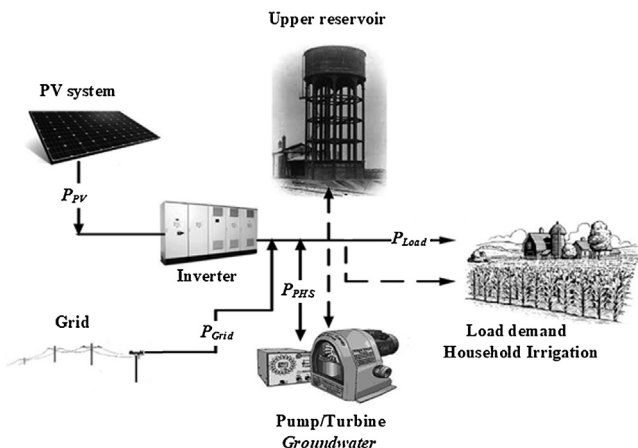 Upper reservoir
PV system
P_PV
Inverter
P_Load
P_PHS
Grid
P_Grid
Load demand
Household Irrigation
Pump/Turbine
Groundwater